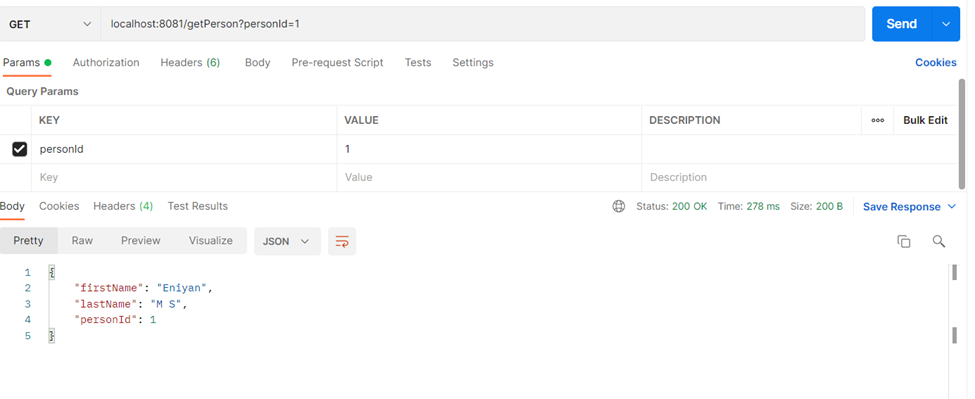 GET localhost:8081/getPerson?personId=1 Send
Params Authorization Headers (6) Body Pre-request Script Tests Settings Cookies
Query Params
KEY VALUE DESCRIPTION ooo Bulk Edit
personId 1
Key Value Description
Body Cookies Headers (4) Test Results Status: 200 OK Time: 278 ms Size: 200 B Save Response
Pretty Raw Preview Visualize JSON
1 {
2 "firstName": "Eniyan",
3 "lastName": "M S",
4 "personId": 1
5 }